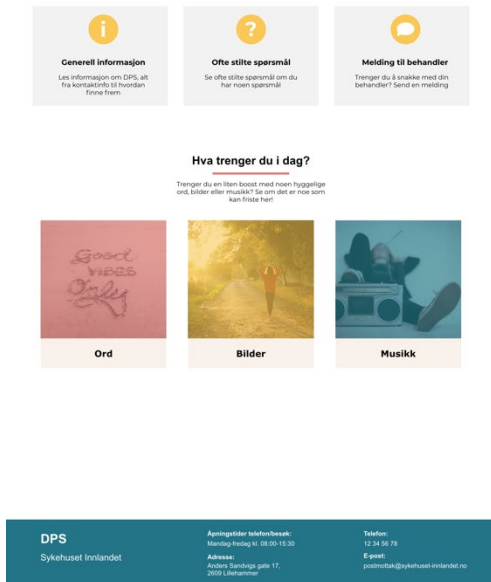 i
?
Generell informasjon
Les informasjon om DPS, alt
fra kontaktinfo til hvordan
finne frem
Ofte stilte spørsmål
Se ofte stilte spørsmål om du
har noen spørsmål
Melding til behandler
Trenger du å snakke med din
behandler? Send en melding
Hva trenger du i dag?
Trenger du en liten boost med noen hyggelige
ord, bilder eller musikk? Se om det er noe som
kan friste her!
Good
VIBES
Only
Ord
Bilder
Musikk
DPS
Sykehuset Innlandet
Åpningstider telefon/besøk:
Mandag-fredag kl. 08:00-15:30
Adresse:
Anders Sandvigs gate 17,
2609 Lillehammer
Telefon:
12 34 56 78
E-post:
postmottak@sykehuset-innlandet.no